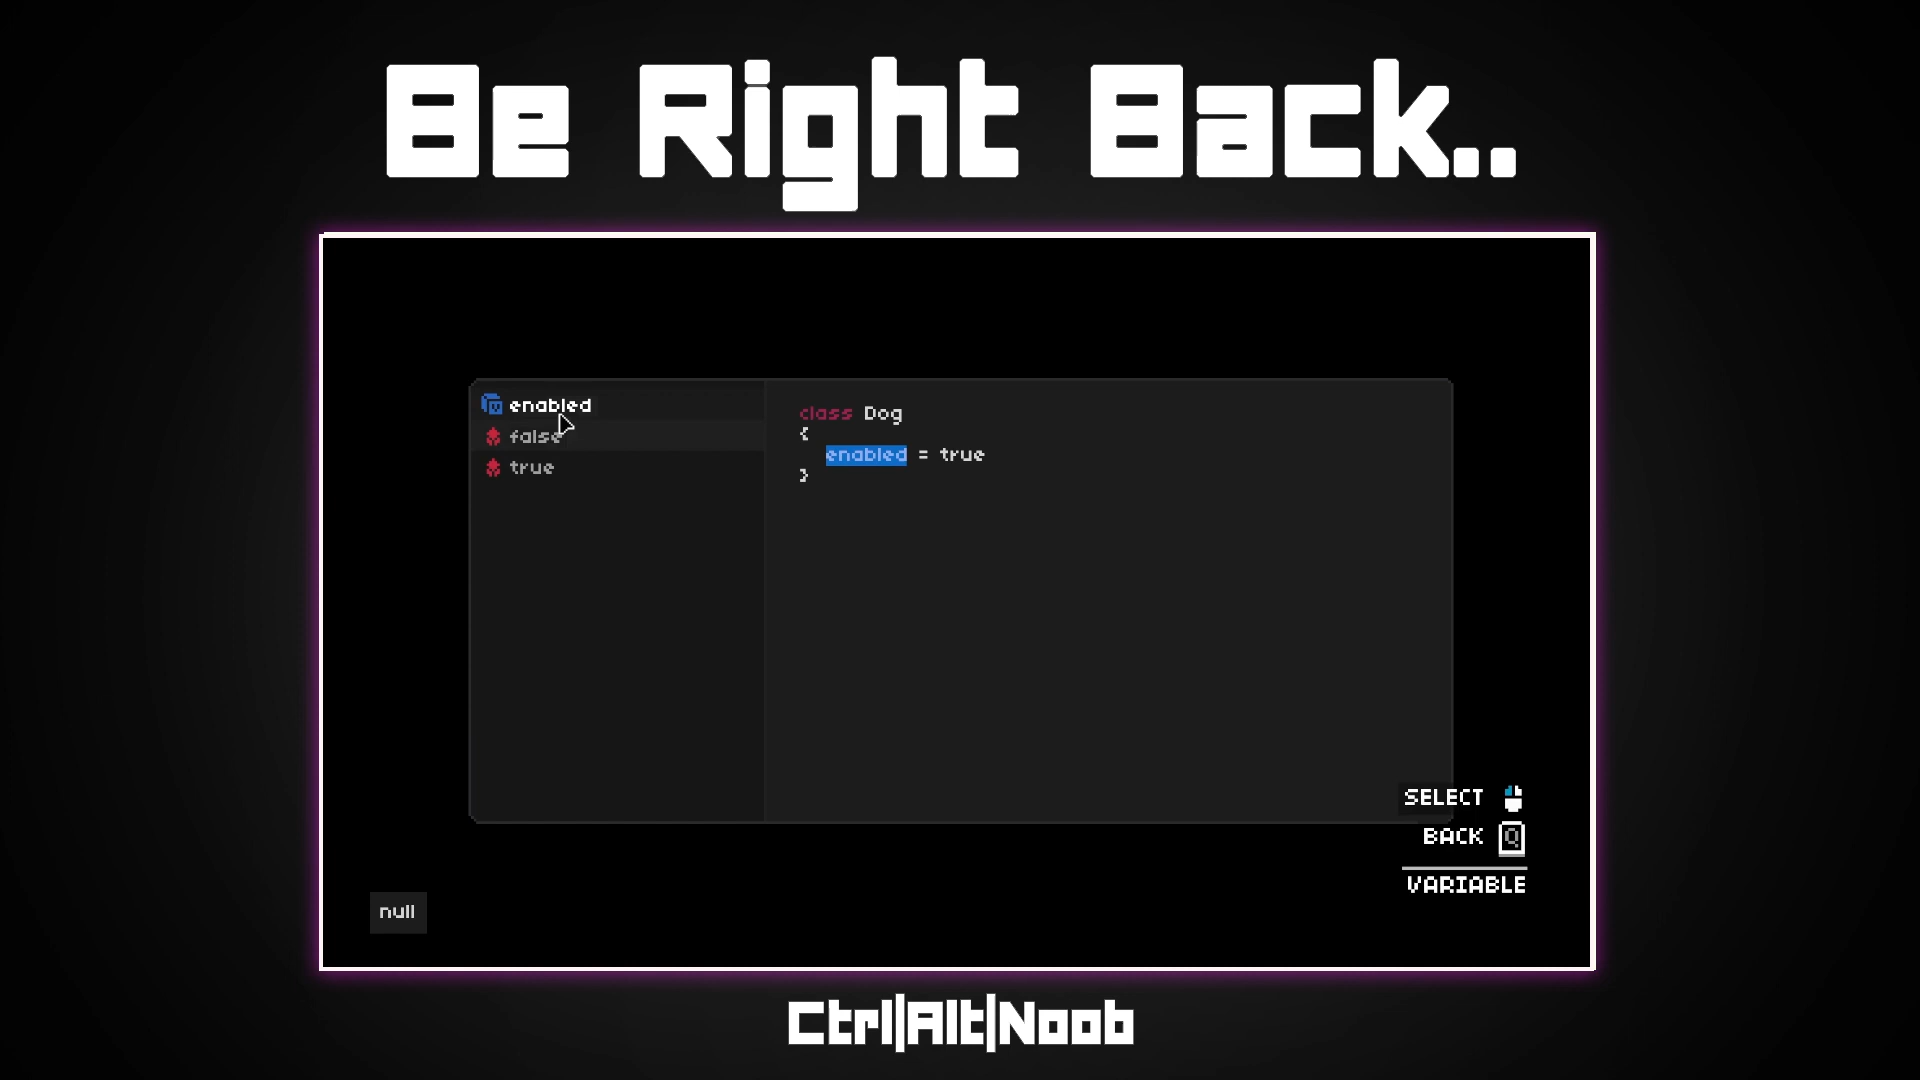 Be Right Back..
enabled
false
true
class Dog
{
enabled = true
}
SELECT
BACK Q
VARIABLE
null
Ctrl|Alt|Noob